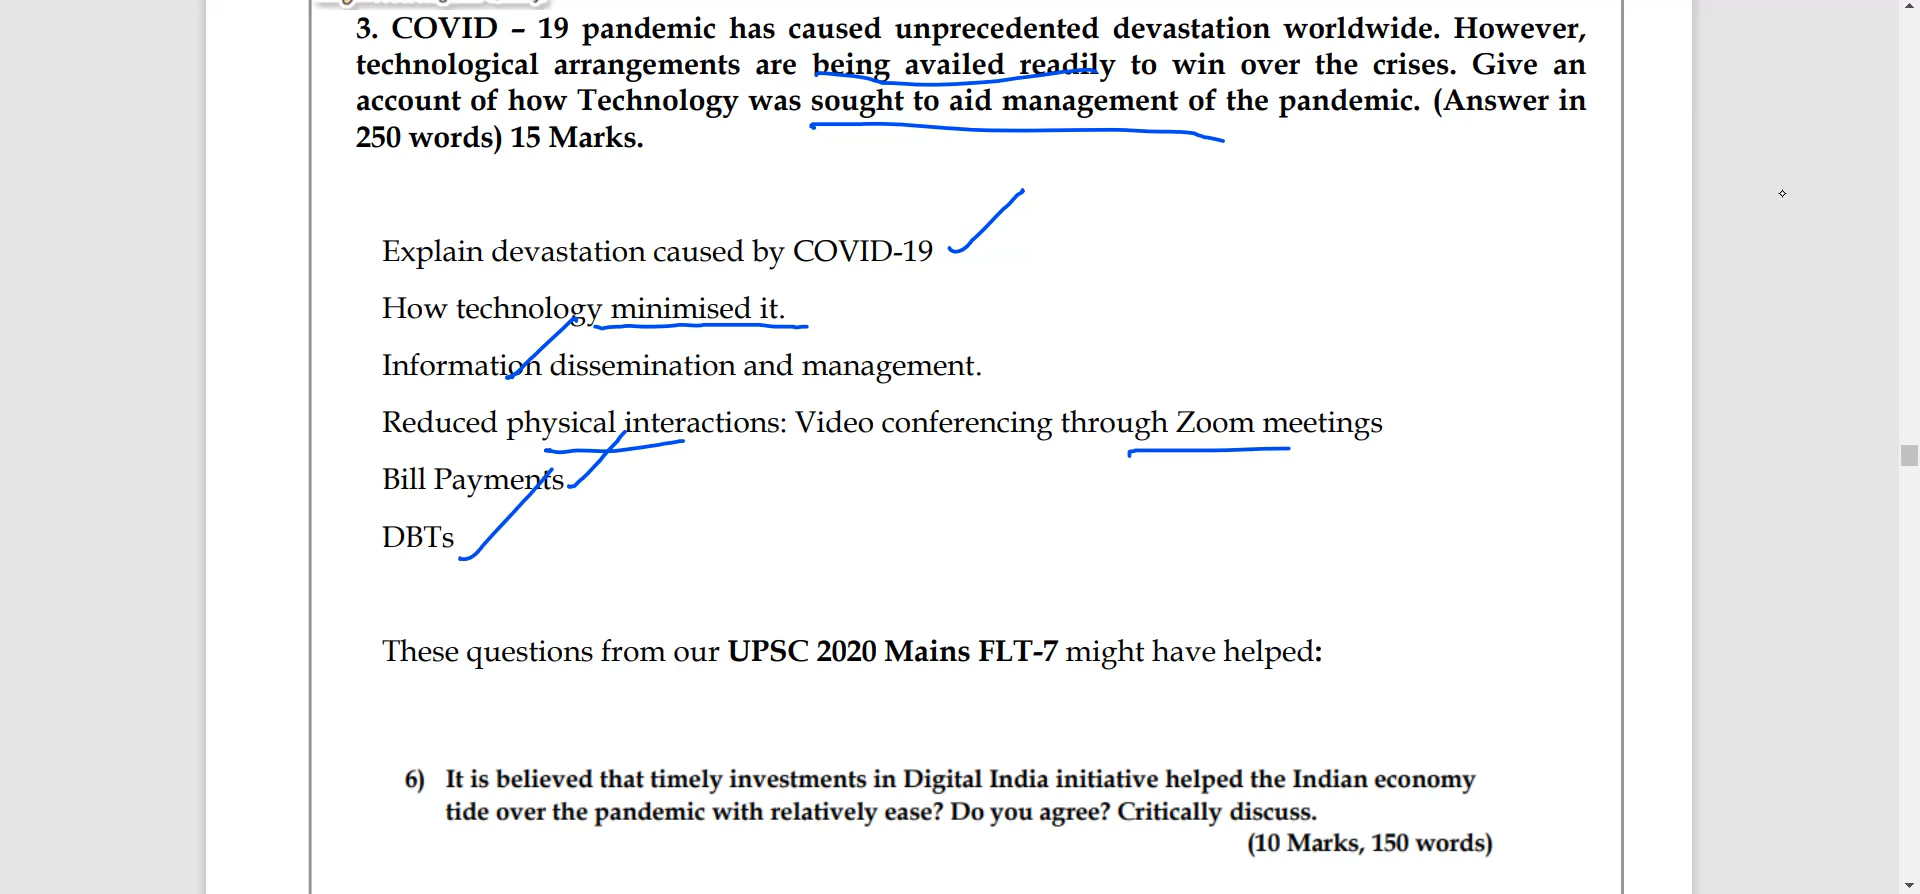 3. COVID – 19 pandemic has caused unprecedented devastation worldwide. However,
technological arrangements are being availed readily to win over the crises. Give an
account of how Technology was sought to aid management of the pandemic. (Answer in
250 words) 15 Marks.
Explain devastation caused by COVID-19
How technology minimised it.
Information dissemination and management.
Reduced physical interactions: Video conferencing through Zoom meetings
Bill Payments
DBTs
These questions from our UPSC 2020 Mains FLT-7 might have helped:
6) It is believed that timely investments in Digital India initiative helped the Indian economy
tide over the pandemic with relatively ease? Do you agree? Critically discuss.
(10 Marks, 150 words)